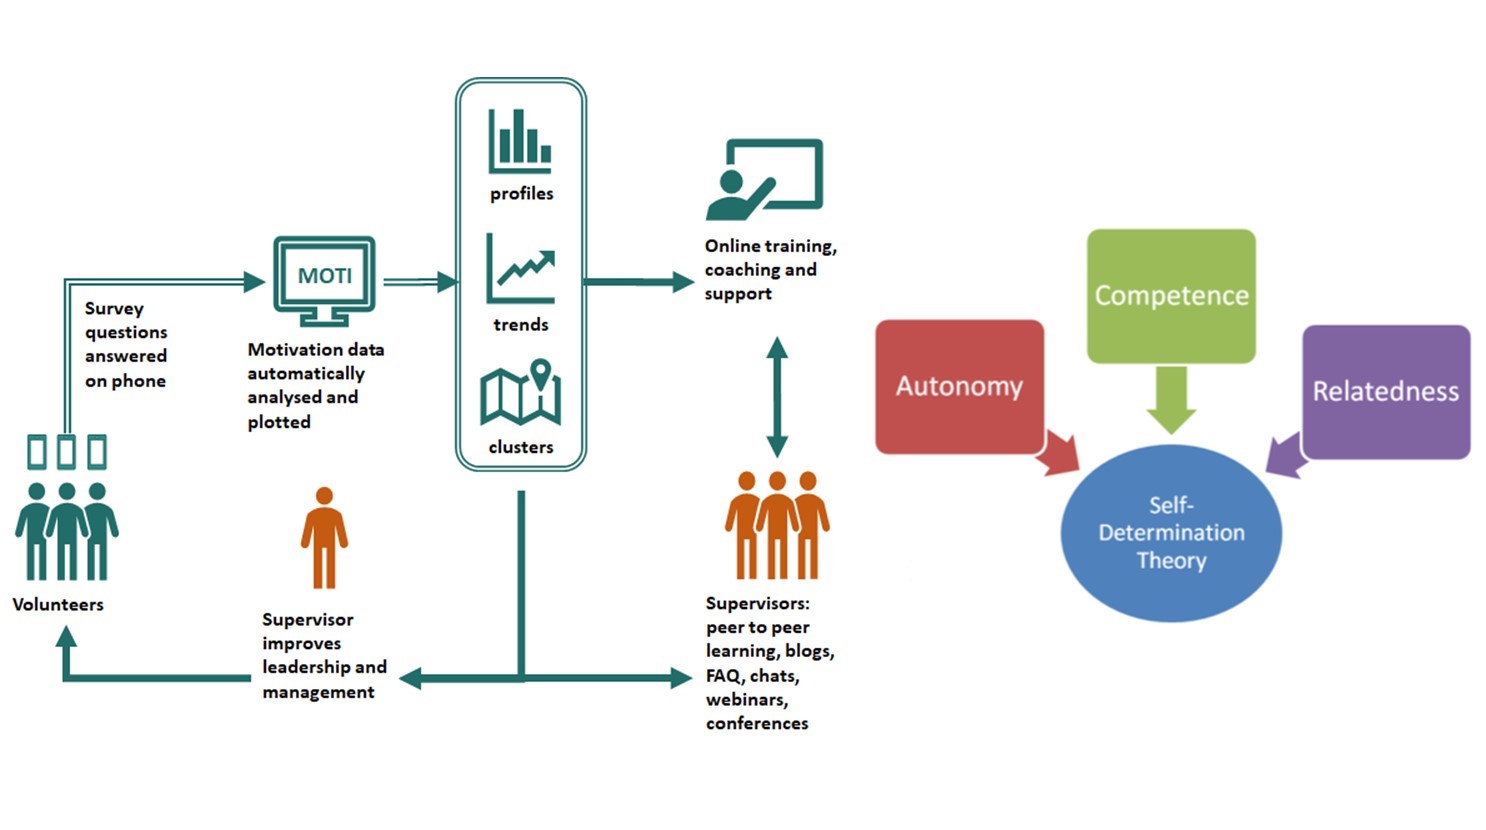 profiles
trends
clusters
MOTI
Survey
questions
answered
on phone
Motivation data
automatically
analysed and
plotted
Online training,
coaching and
support
Volunteers
Supervisor
improves
leadership and
management
Supervisors:
peer to peer
learning, blogs,
FAQ, chats,
webinars,
conferences
Autonomy
Competence
Relatedness
Self-
Determination
Theory